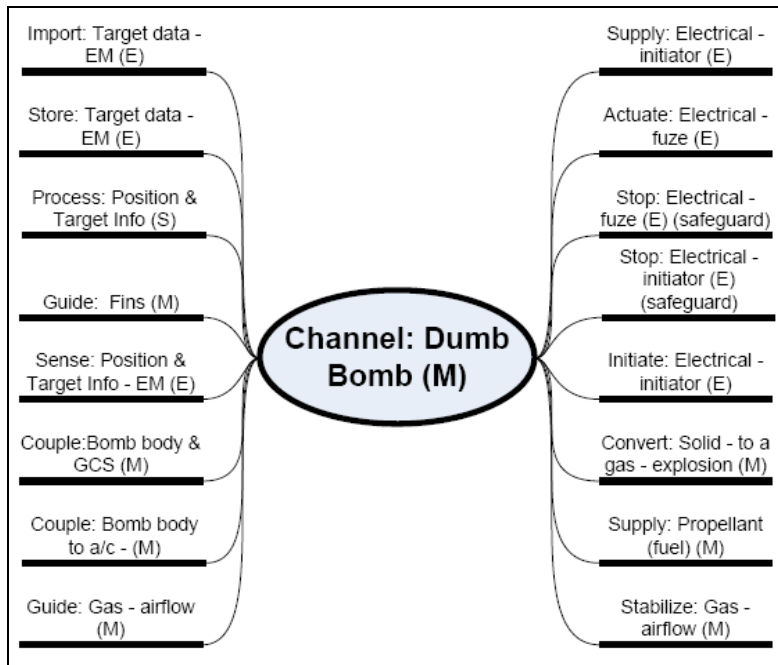 Import: Target data -
EM (E)
Store: Target data -
EM (E)
Process: Position &
Target Info (S)
Guide:  Fins (M)
Sense: Position &
Target Info - EM (E)
Couple:Bomb body &
GCS (M)
Couple: Bomb body
to a/c - (M)
Guide: Gas - airflow
(M)
Channel: Dumb
Bomb (M)
Supply: Electrical -
initiator (E)
Actuate: Electrical -
fuze (E)
Stop: Electrical -
fuze (E) (safeguard)
Stop: Electrical -
initiator (E)
(safeguard)
Initiate: Electrical -
initiator (E)
Convert: Solid - to a
gas - explosion (M)
Supply: Propellant
(fuel) (M)
Stabilize: Gas -
airflow (M)